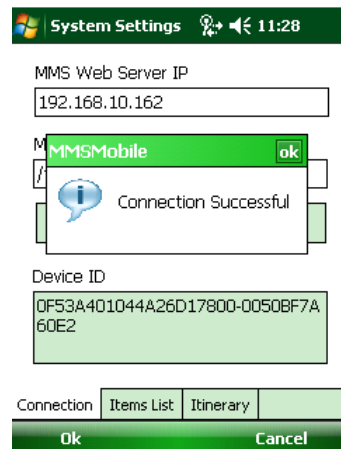 System Settings 11:28
MMS Web Server IP
192.168.10.162
M
MMSMobile ok
/
Connection Successful
Device ID
0F53A401044A26D17800-0050BF7A
60E2
Connection Items List Itinerary
Ok Cancel